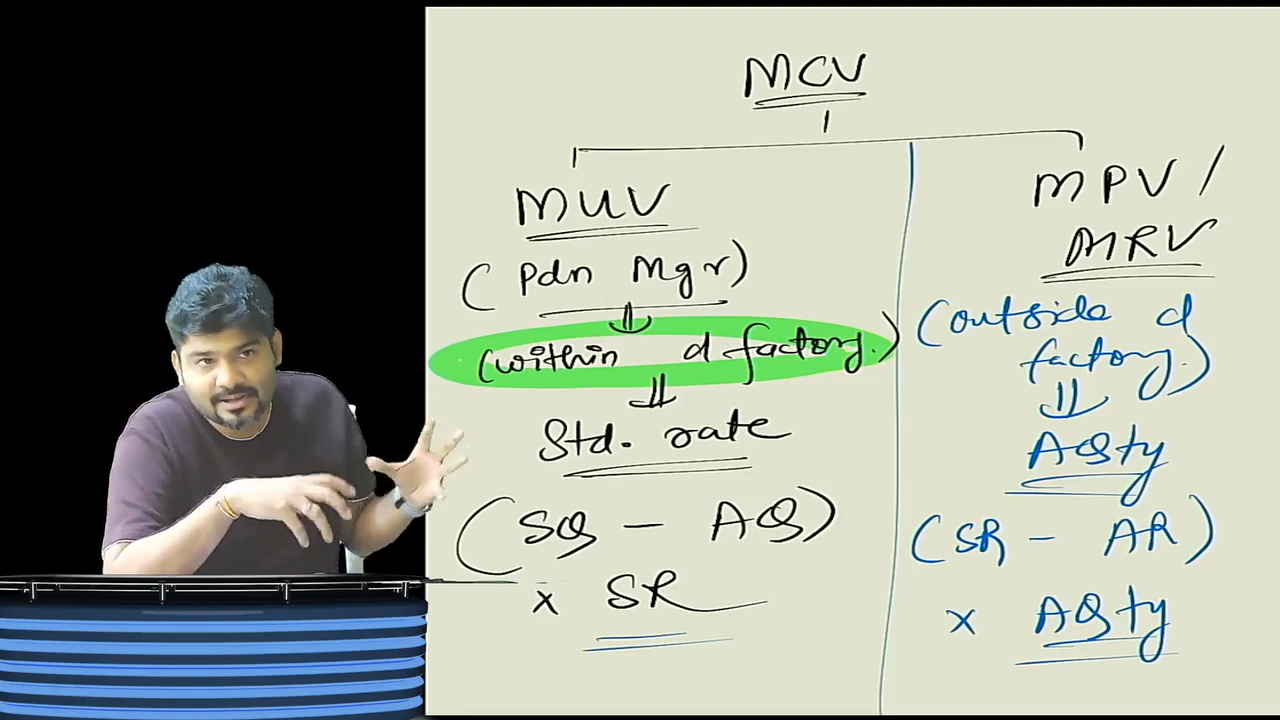 MCV
MUV
(Pdn Mgr)
(within d factory.)
Std. rate
(SQ - AQ)
x SR
MPV /
MRV
(outside d
factory.)
AQty
(SR - AR)
x AQty